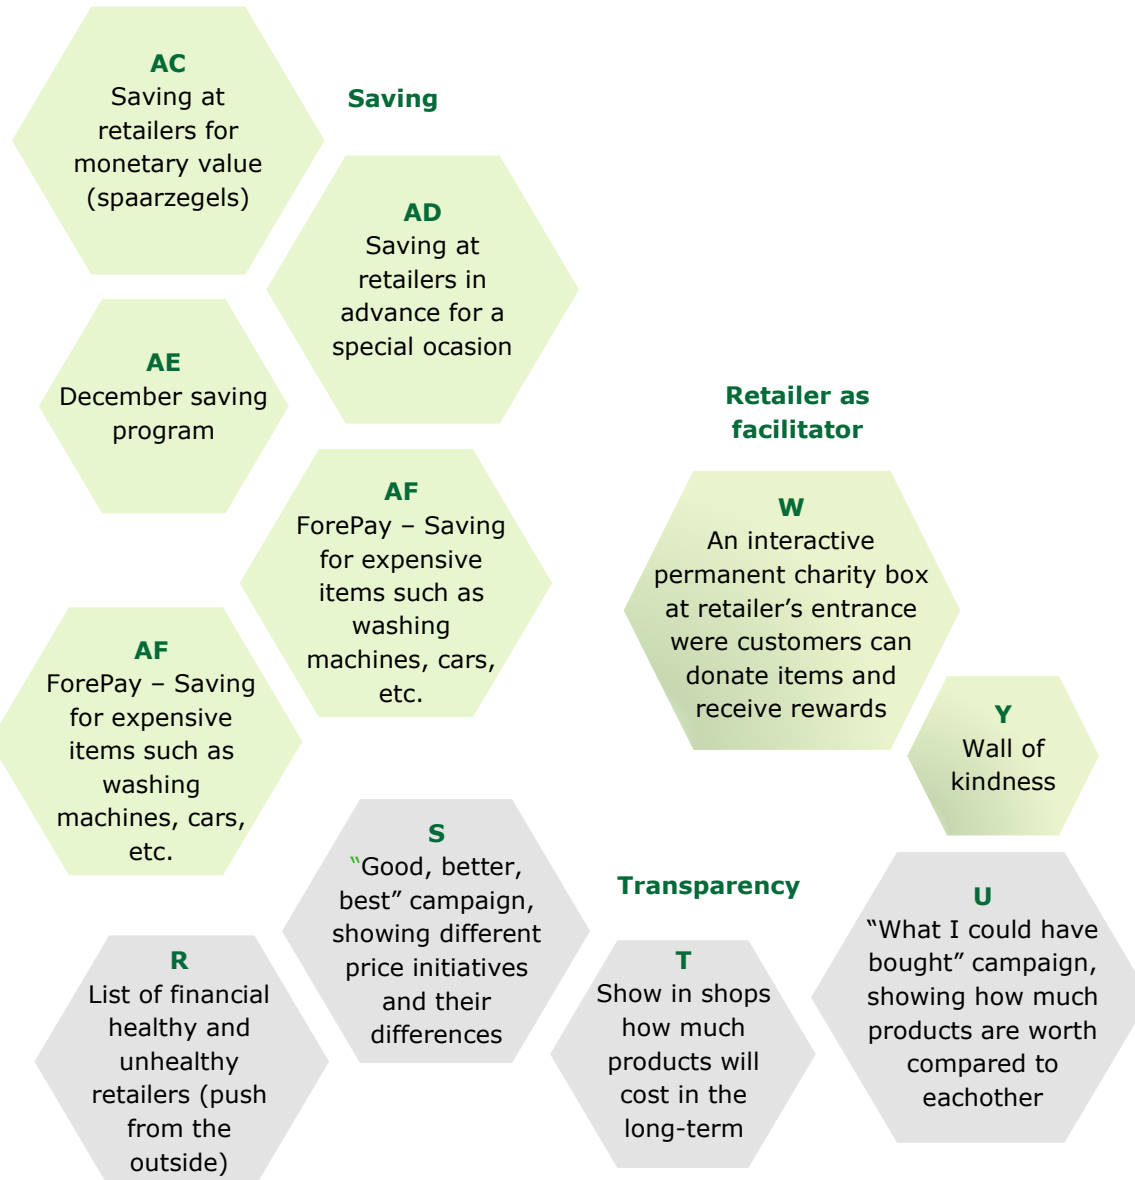 AC
Saving at
retailers for
monetary value
(spaarzegels)
Saving
AD
Saving at
retailers in
advance for a
special ocasion
AE
December saving
program
AF
ForePay – Saving
for expensive
items such as
washing
machines, cars,
etc.
AF
ForePay – Saving
for expensive
items such as
washing
machines, cars,
etc.
Retailer as
facilitator
W
An interactive
permanent charity box
at retailer’s entrance
were customers can
donate items and
receive rewards
Y
Wall of
kindness
S
“Good, better,
best” campaign,
showing different
price initiatives
and their
differences
Transparency
R
List of financial
healthy and
unhealthy
retailers (push
from the
outside)
T
Show in shops
how much
products will
cost in the
long-term
U
“What I could have
bought” campaign,
showing how much
products are worth
compared to
eachother